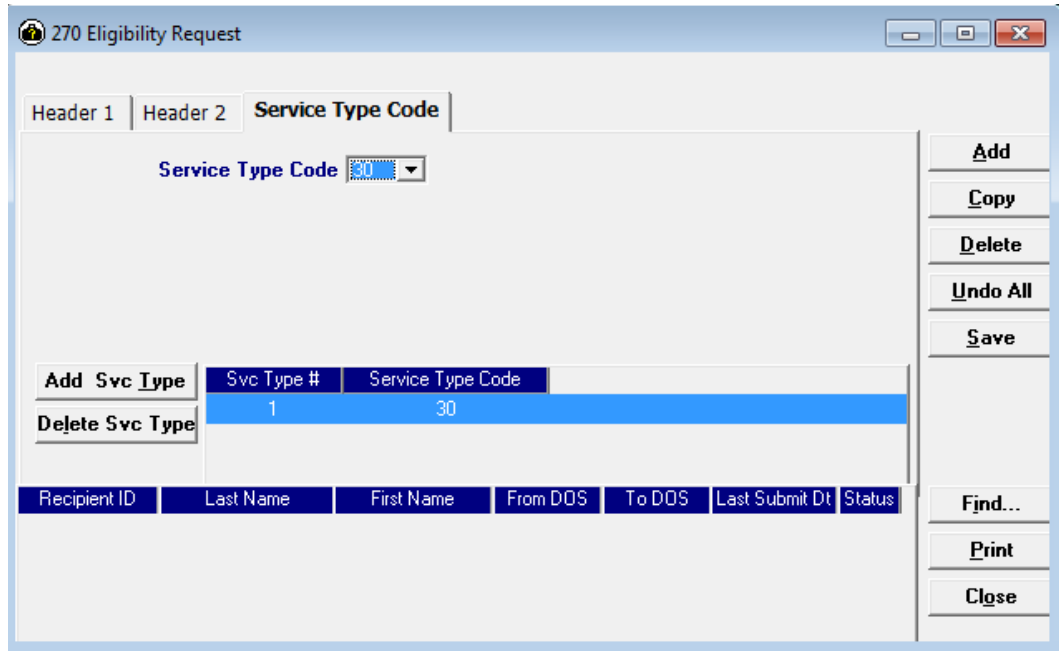 270 Eligibility Request
Header 1 Header 2 Service Type Code
Service Type Code 30
Add
Copy
Delete
Undo All
Save
Add Svc Type
Delete Svc Type
Svc Type # Service Type Code
1 30
Recipient ID Last Name First Name From DOS To DOS Last Submit Dt Status
Find...
Print
Close